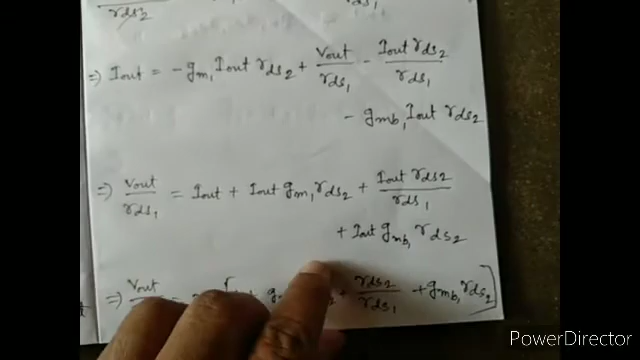 rds2
rds1
=) Iout = -gm1 Iout rds2 + Vout/rds1 - Iout rds2/rds1
- gmb1 Iout rds2
=) Vout/rds1 = Iout + Iout gm1 rds2 + Iout rds2/rds1
+ Iout gmb1 rds2
=) Vout + rds2/rds1 + gmb1 rds2]
PowerDirector